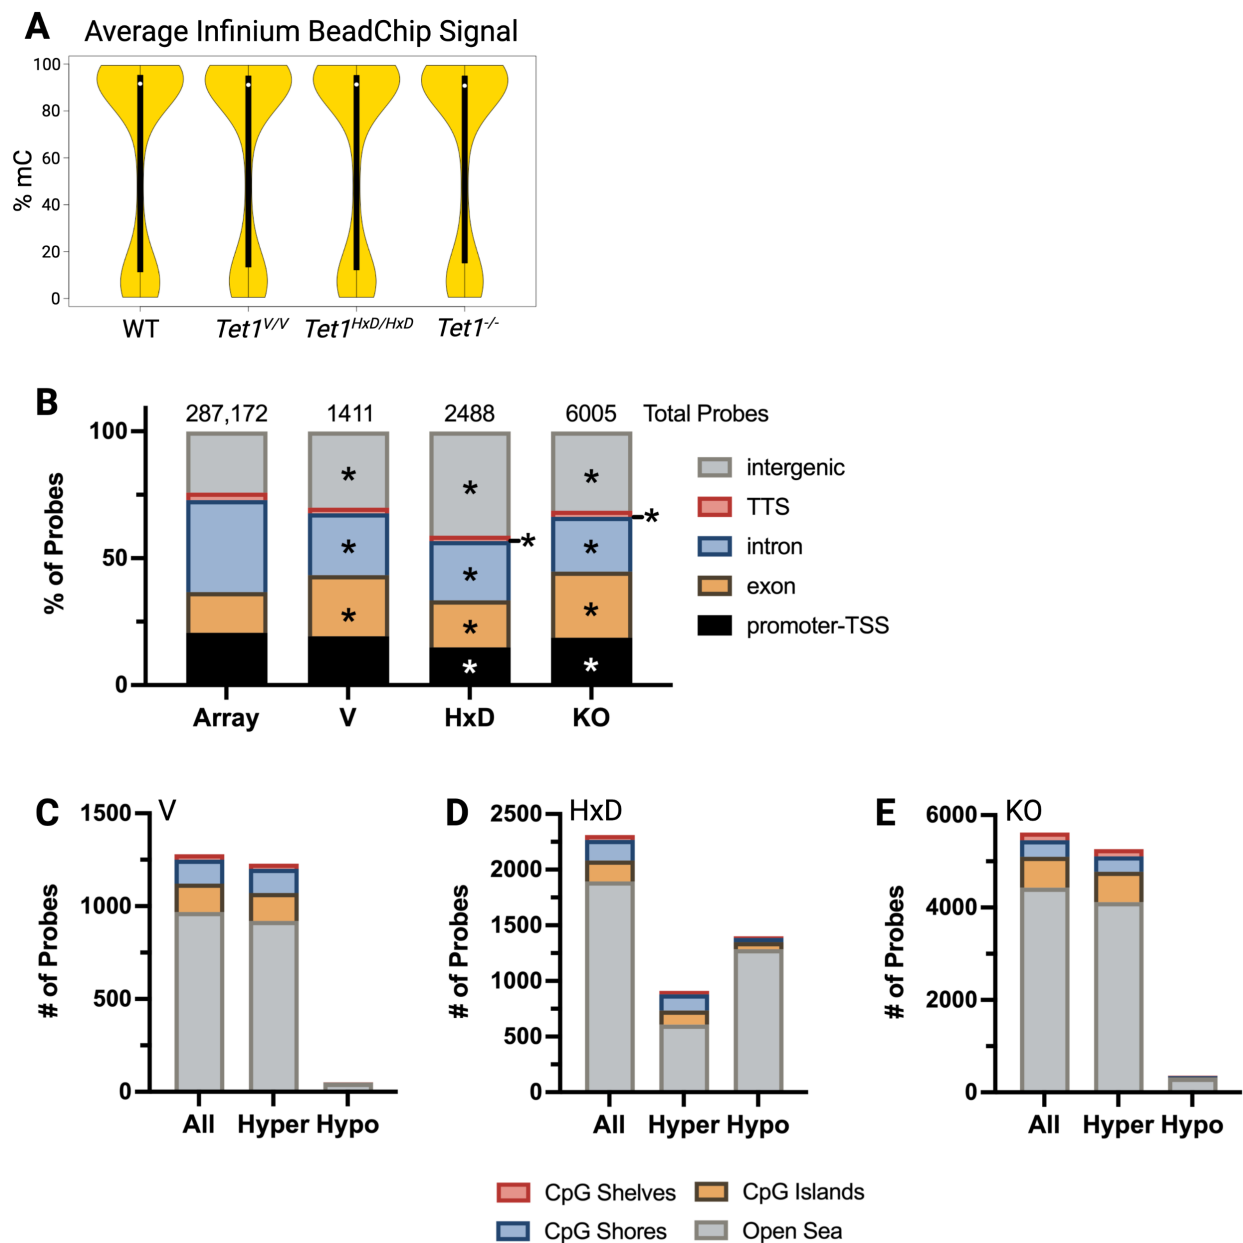 A Average Infinium BeadChip Signal
100
80
60
40
20
0
% mC
WT Tet1V/V Tet1HxD/HxD Tet1-/-
B
287,172 1411 2488 6005 Total Probes
100
50
0
% of Probes
* * * *
* * * *
* * * *
* *
* *
intergenic
TTS
intron
exon
promoter-TSS
Array V HxD KO
C V
1500
1000
500
0
# of Probes
All Hyper Hypo
D HxD
2500
2000
1500
1000
500
0
# of Probes
All Hyper Hypo
E KO
6000
4000
2000
0
# of Probes
All Hyper Hypo
CpG Shelves CpG Islands
CpG Shores Open Sea